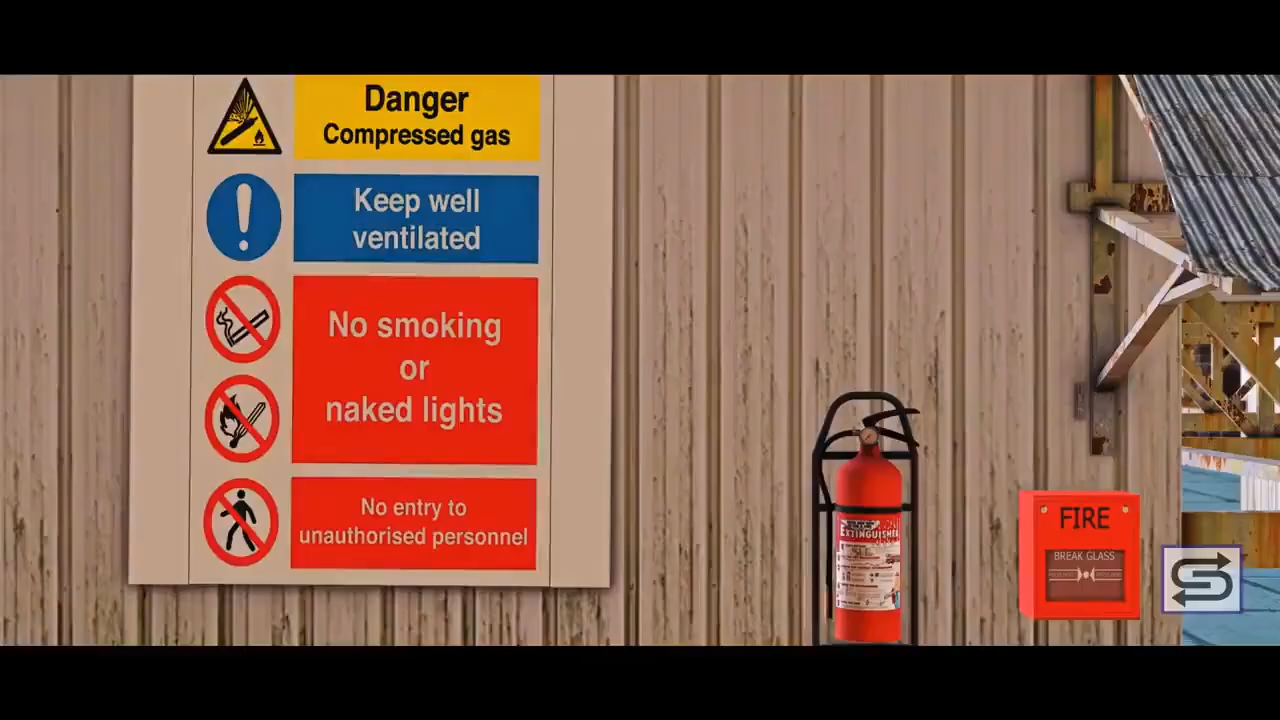 Danger
Compressed gas
Keep well
ventilated
No smoking
or
naked lights
No entry to
unauthorised personnel
EXTINGUISHER
FIRE
BREAK GLASS